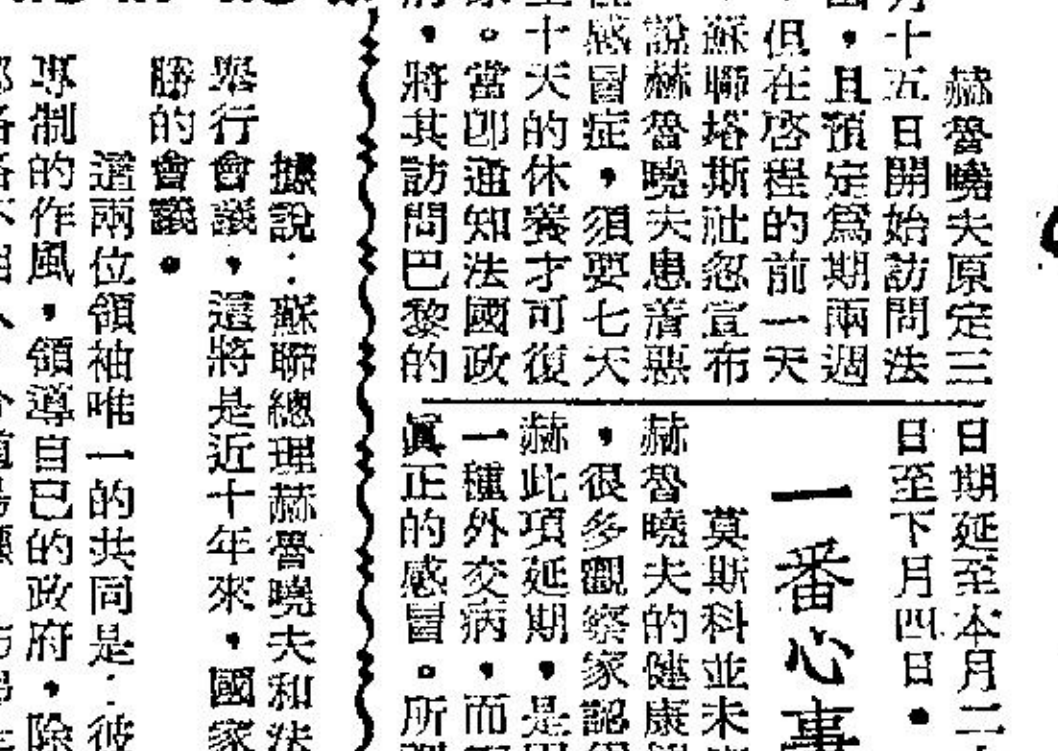 赫魯曉夫原定三
月十五日開始訪問法
國，且預定爲期兩週
，但在啓程的前一天
蘇聯塔斯社忽宣布
說赫魯曉夫患着惡
感冒症，須要七天
十天的休養才可復
。當卽通知法國政
，將其訪問巴黎的
日期延至本月二
日至下月四日。
一番心事
莫斯科並未
赫魯曉夫的健康
，很多觀察家認
赫此項延期，是
一種外交病，而
眞正的感冒。所
據說：蘇聯總理赫魯曉夫和法
舉行會議，還將是近十年來，國家
勝的會議。
這兩位領袖唯一的共同是：彼
專制的作風，領導自己的政府，除